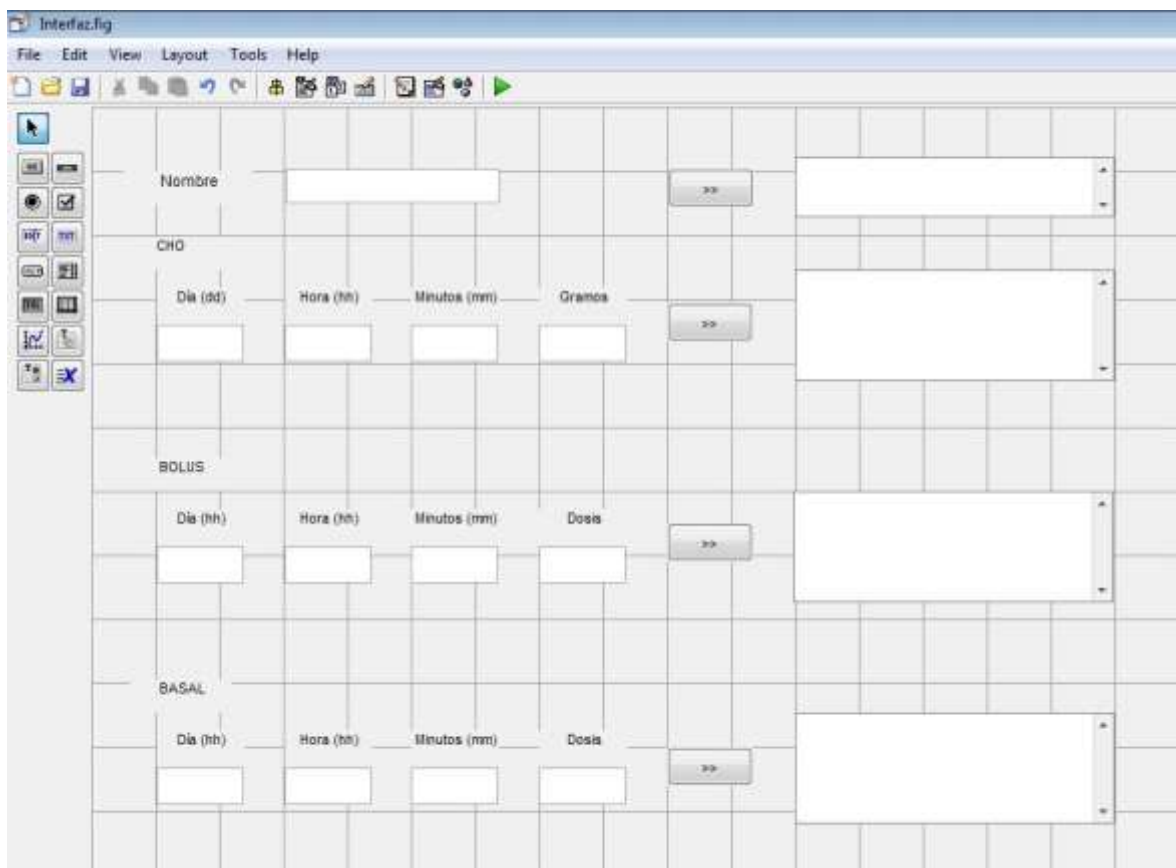 Interfaz.fig
File Edit View Layout Tools Help
Nombre
>>
CHO
Día (dd) Hora (hh) Minutos (mm) Gramos
>>
BOLUS
Día (hh) Hora (hh) Minutos (mm) Dosis
>>
BASAL
Día (hh) Hora (hh) Minutos (mm) Dosis
>>